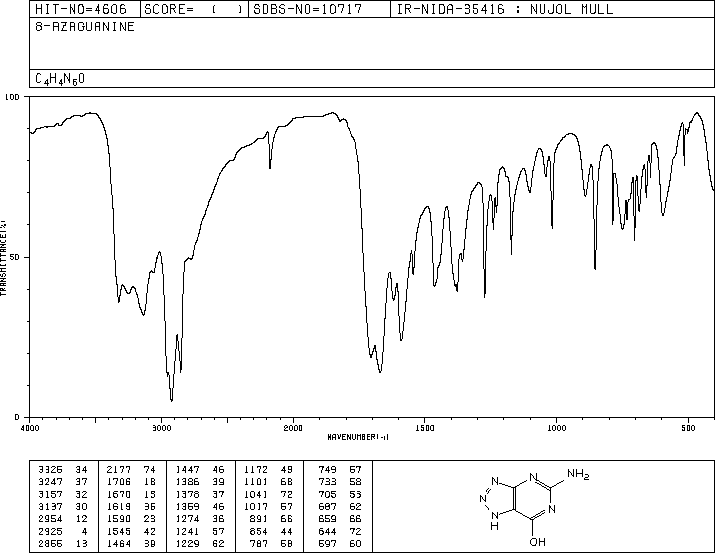 HIT-NO=4606 SCORE= ( ) SDBS-NO=10717 IR-NIDA-35416 : NUJOL MULL
8-AZAGUANINE
C4H4N6O
100
50
0
TRANSMITTANCE(%)
4000 3000 2000 1500 1000 500
WAVENUMBER(-1)
3325 34 2177 74 1447 46 1172 49 749 57
3247 37 1706 18 1386 39 1101 68 733 58
3157 32 1670 13 1378 37 1041 72 705 53
3137 30 1619 35 1359 46 1017 57 687 62
2954 12 1590 23 1274 36 891 66 659 66
2925 4 1545 42 1241 57 854 44 644 72
2855 13 1464 39 1229 62 787 58 597 60
N N NH2
N
N N
N
H
OH